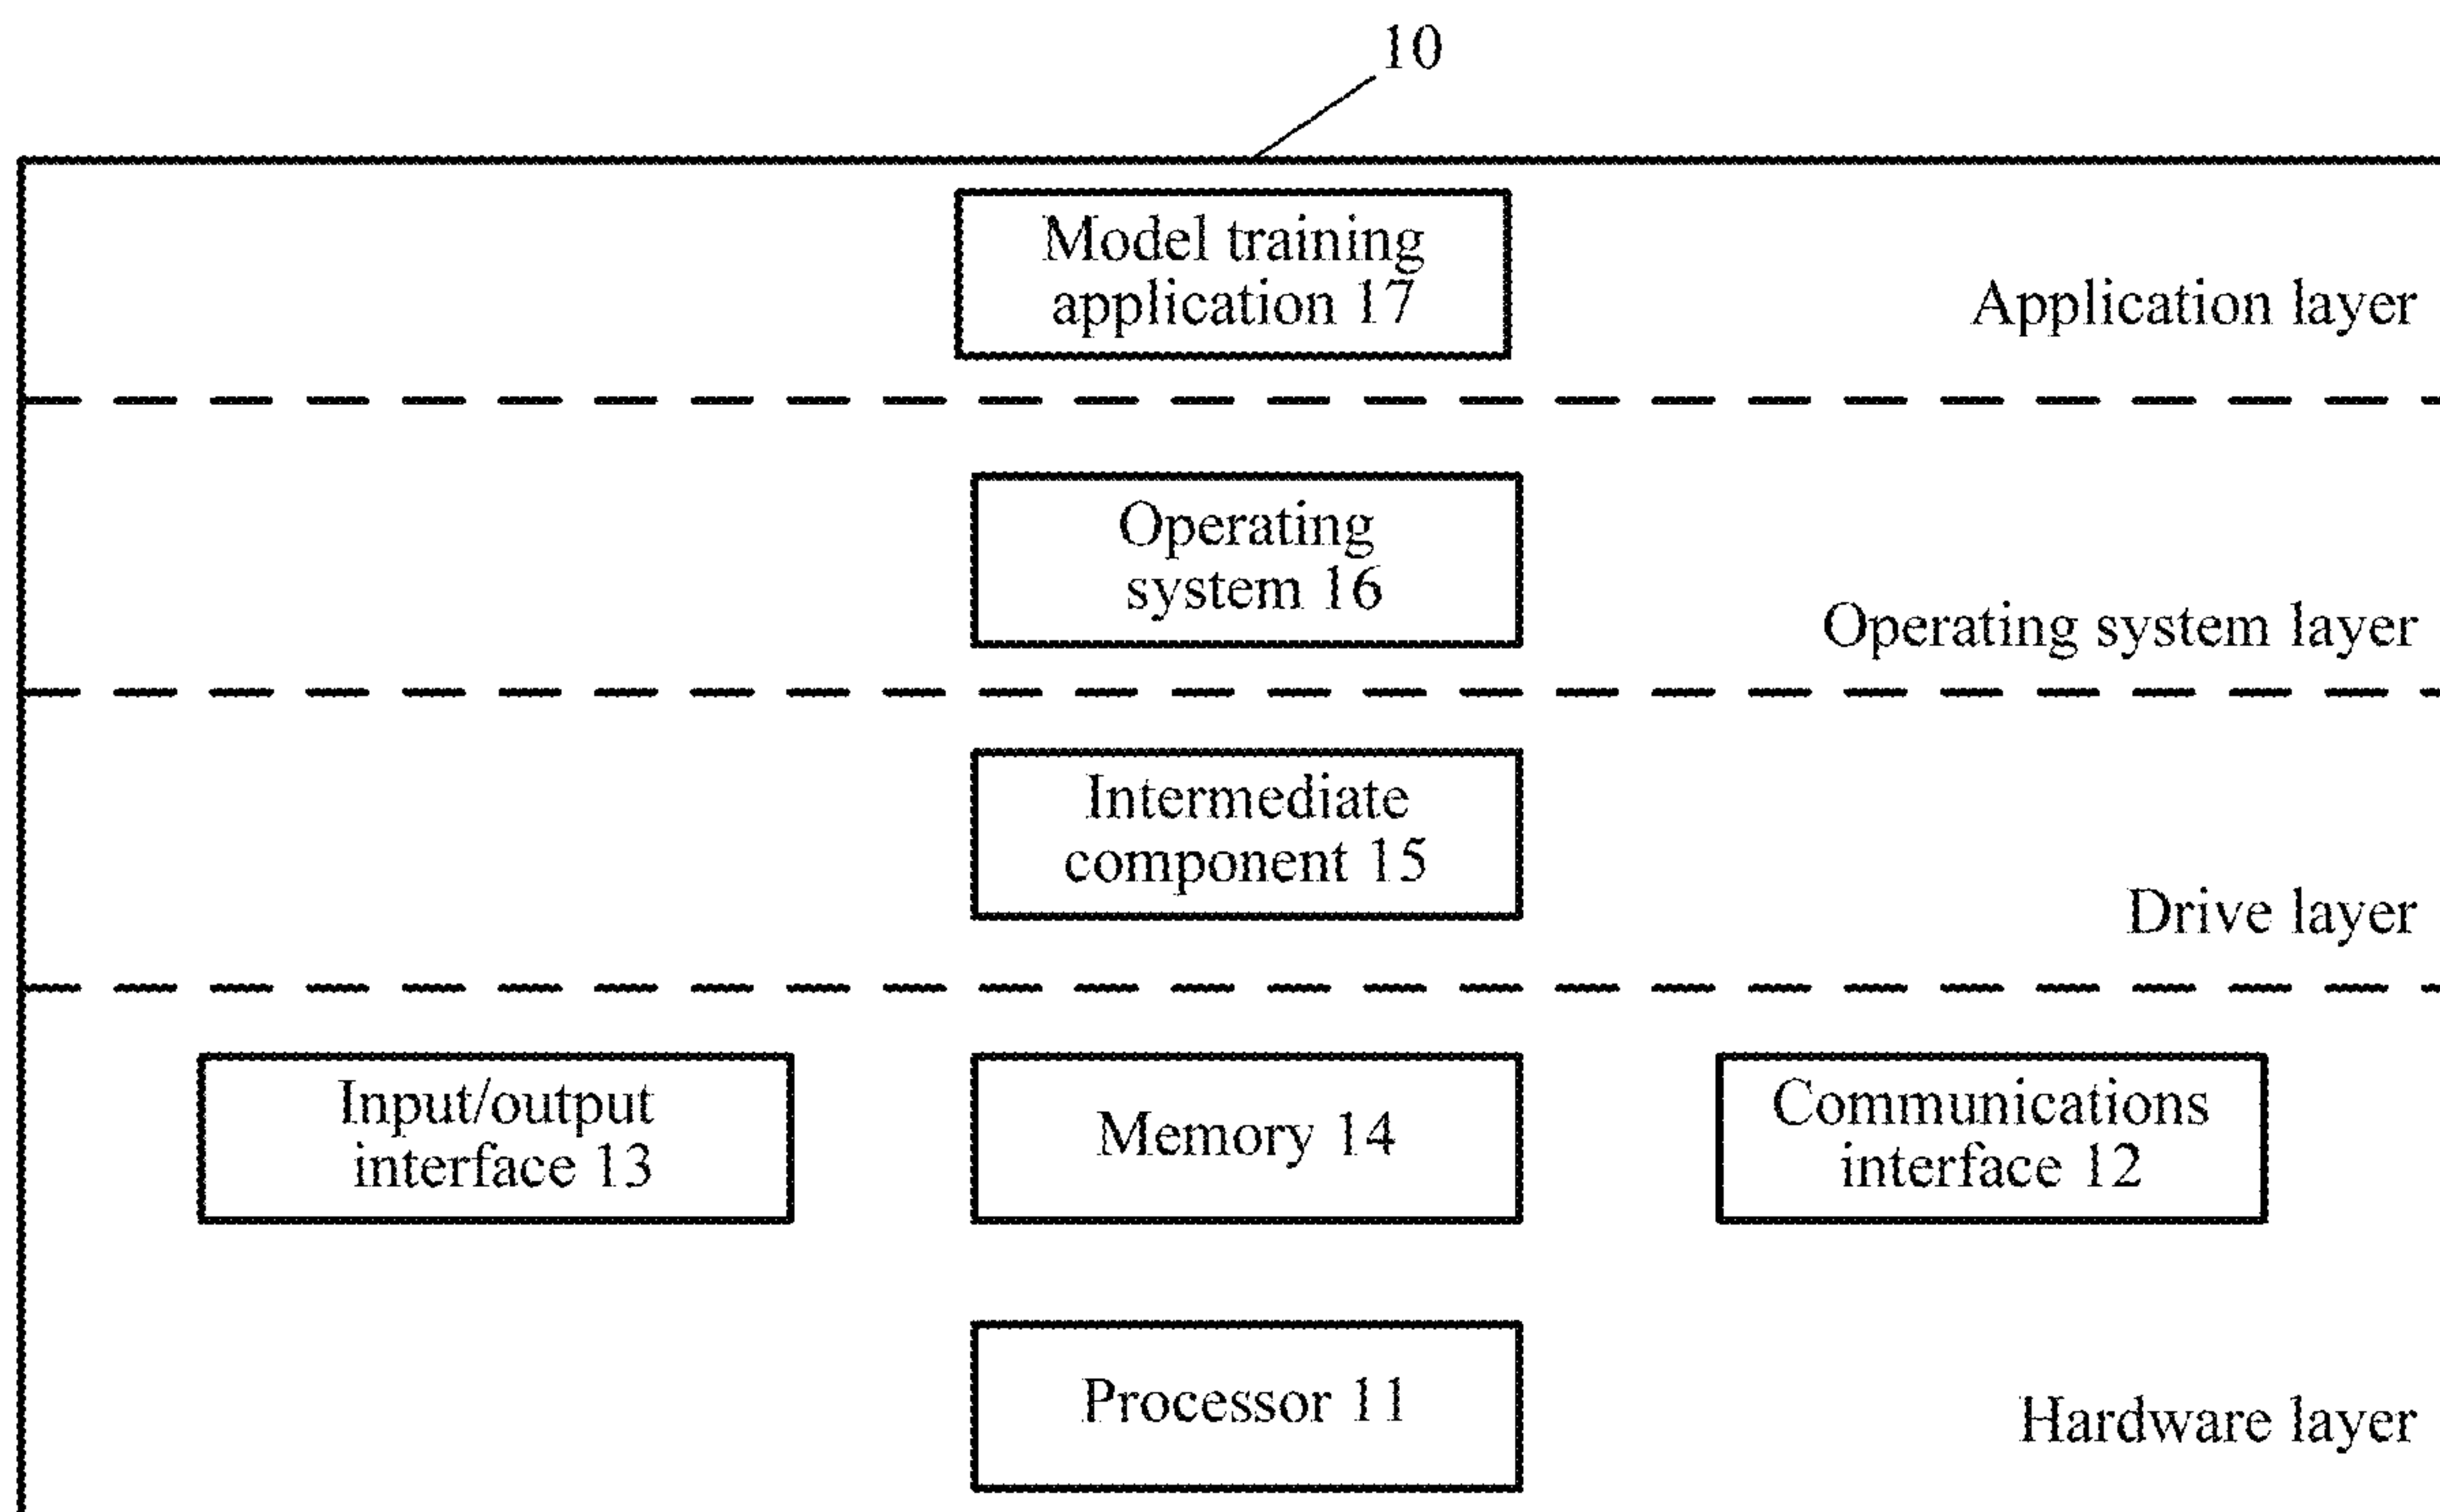 10
Model training
application 17
Application layer
Operating
system 16
Operating system layer
Intermediate
component 15
Drive layer
Input/output
interface 13
Memory 14
Communications
interface 12
Processor 11
Hardware layer